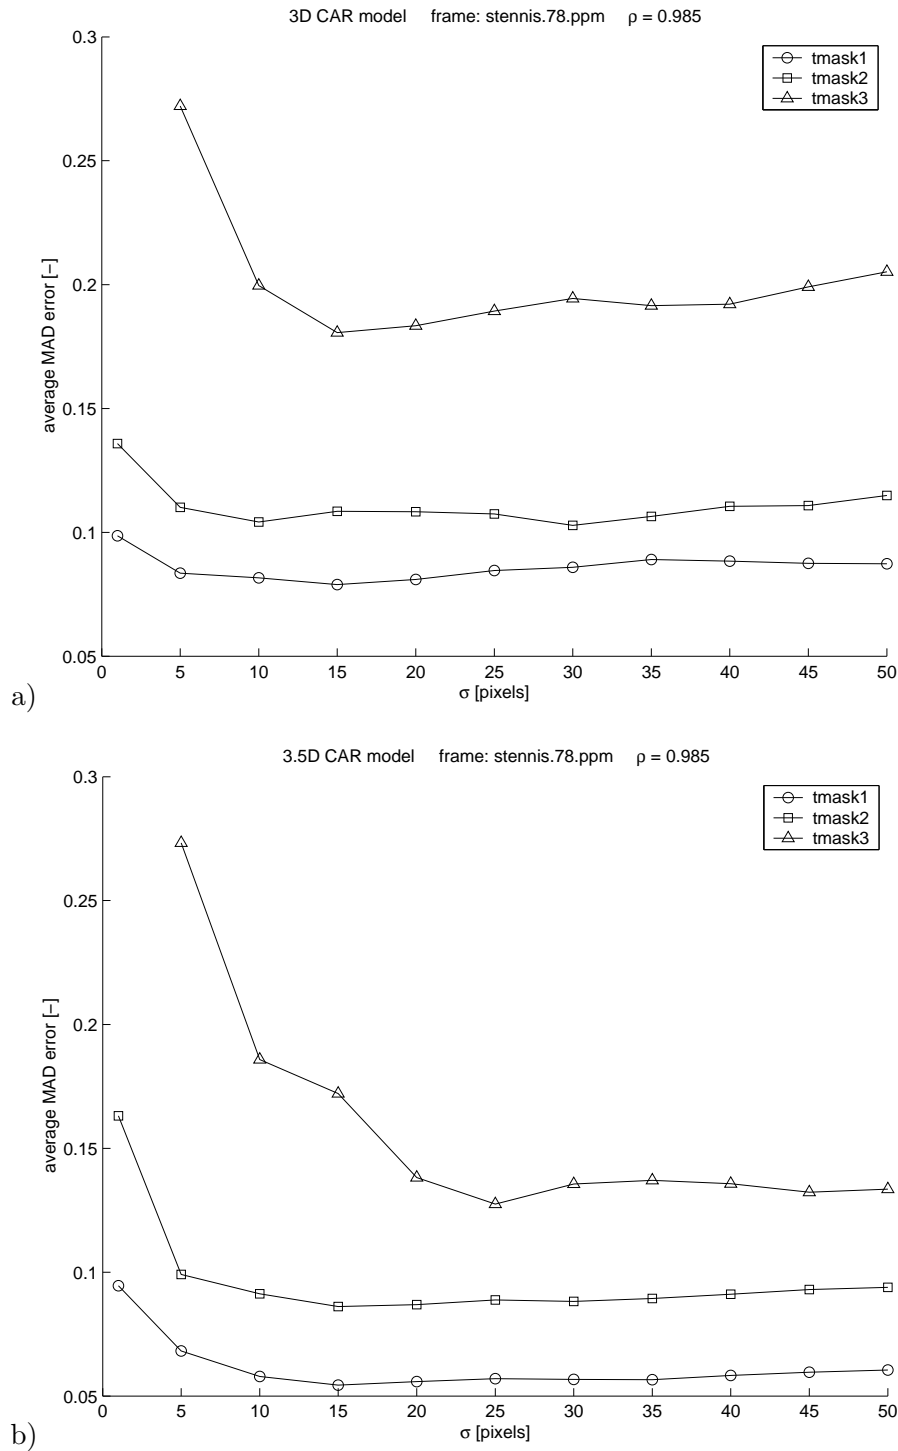 3D CAR model frame: stennis.78.ppm ρ = 0.985
0.3
0.25
0.2
0.15
0.1
0.05
average MAD error [−]
tmask1
tmask2
tmask3
0 5 10 15 20 25 30 35 40 45 50
σ [pixels]
a)
3.5D CAR model frame: stennis.78.ppm ρ = 0.985
0.3
0.25
0.2
0.15
0.1
0.05
average MAD error [−]
tmask1
tmask2
tmask3
0 5 10 15 20 25 30 35 40 45 50
σ [pixels]
b)